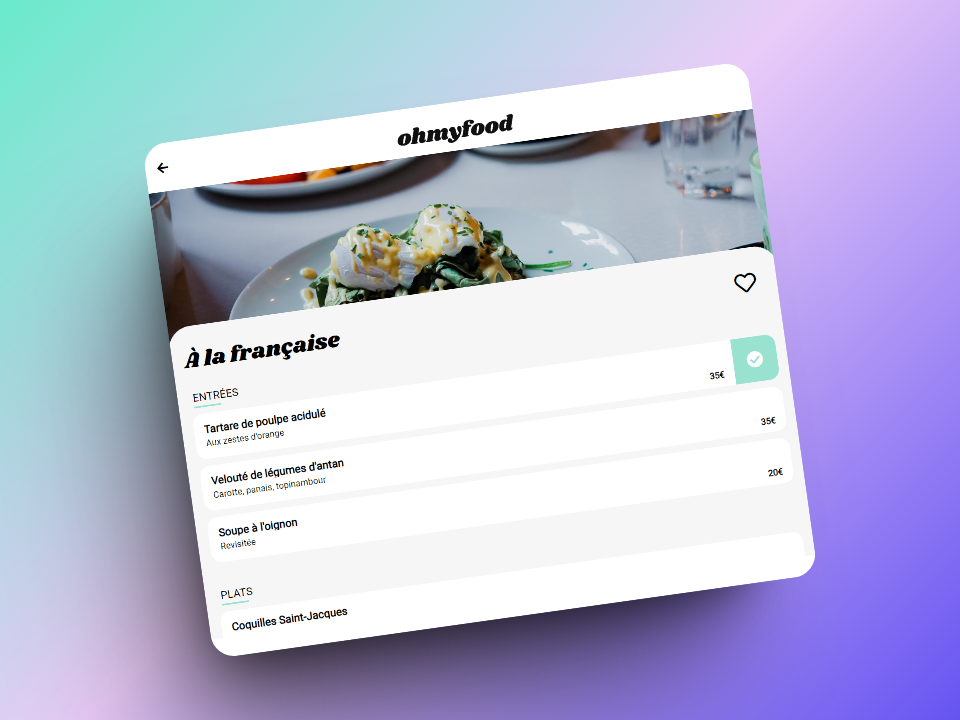 ohmyfood
À la française
ENTRÉES
Tartare de poulpe acidulé
Aux zestes d'orange
35€
Velouté de légumes d'antan
Carotte, panais, topinambour
35€
Soupe à l'oignon
Revisitée
20€
PLATS
Coquilles Saint-Jacques